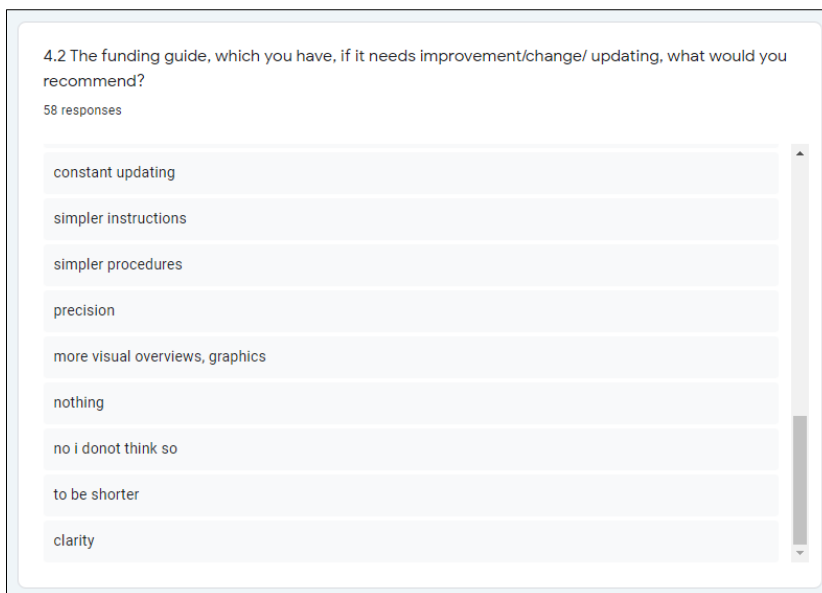 4.2 The funding guide, which you have, if it needs improvement/change/ updating, what would you
recommend?
58 responses
constant updating
simpler instructions
simpler procedures
precision
more visual overviews, graphics
nothing
no i donot think so
to be shorter
clarity